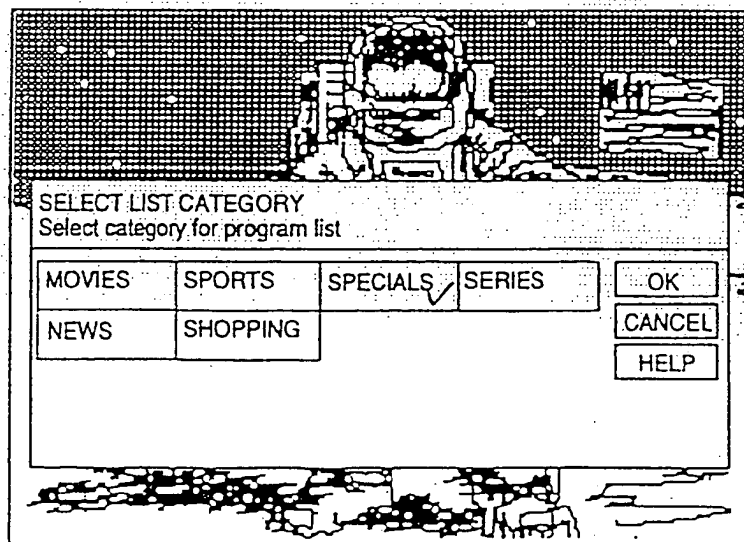 SELECT LIST CATEGORY
Select category for program list
MOVIES SPORTS SPECIALS SERIES OK
NEWS SHOPPING CANCEL
HELP